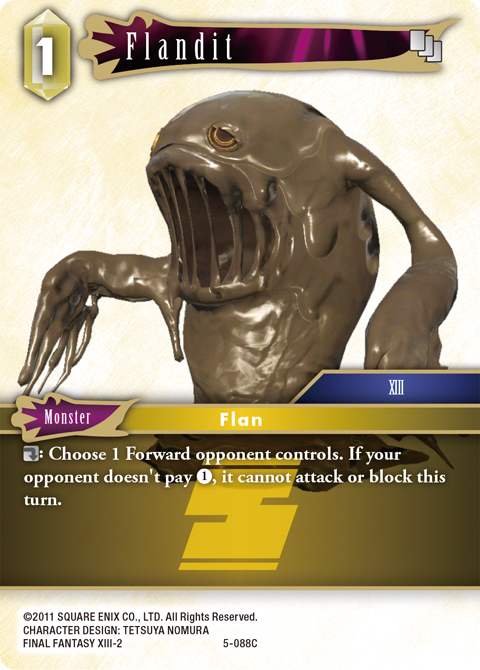 1
Flandit
XIII
Monster
Flan
: Choose 1 Forward opponent controls. If your
opponent doesn't pay ❶, it cannot attack or block this
turn.
©2011 SQUARE ENIX CO., LTD. All Rights Reserved.
CHARACTER DESIGN: TETSUYA NOMURA
FINAL FANTASY XIII-2 5-088C